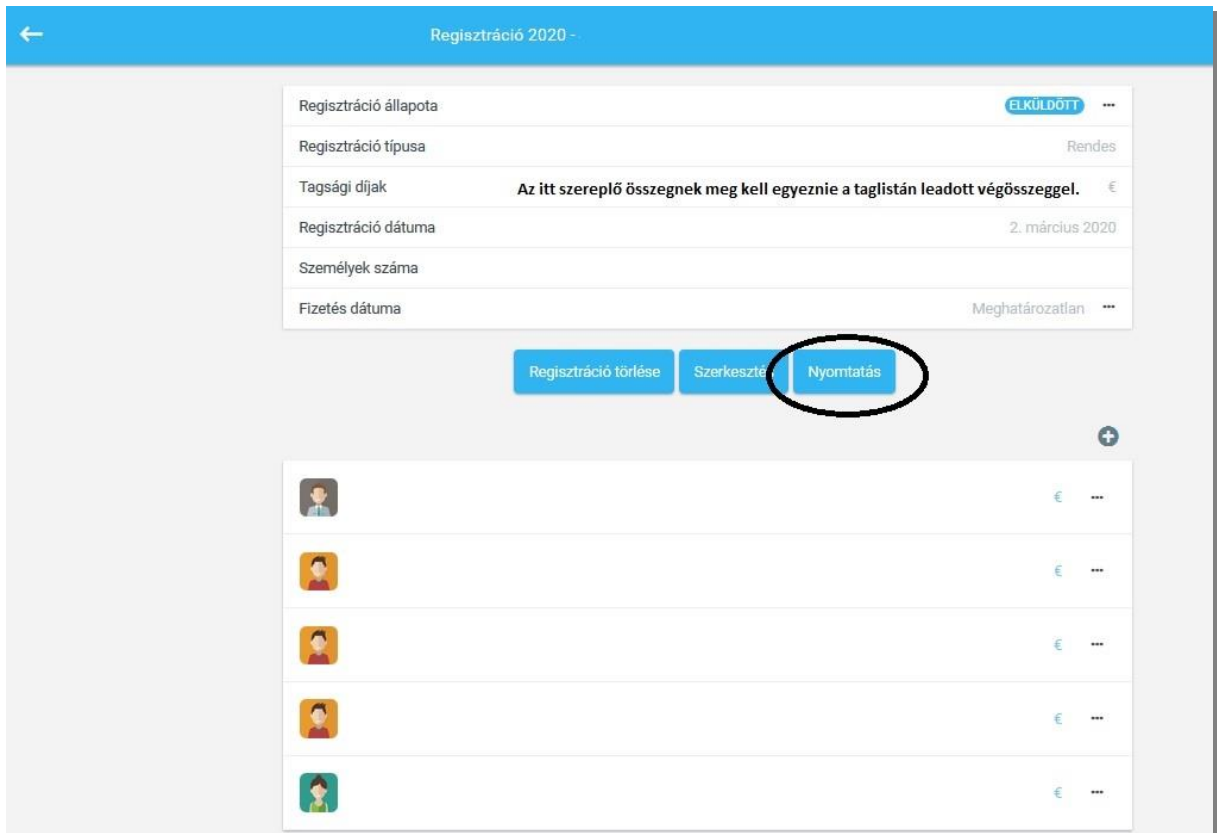 Regisztráció 2020 -
Regisztráció állapota ELKÜLDÖTT ...
Regisztráció típusa Rendes
Tagsági díjak Az itt szereplő összegnek meg kell egyeznie a taglistán leadott végösszeggel. €
Regisztráció dátuma 2. március 2020
Személyek száma
Fizetés dátuma Meghatározatlan ...
Regisztráció törlése Szerkesztés Nyomtatás
€ ...
€ ...
€ ...
€ ...
€ ...